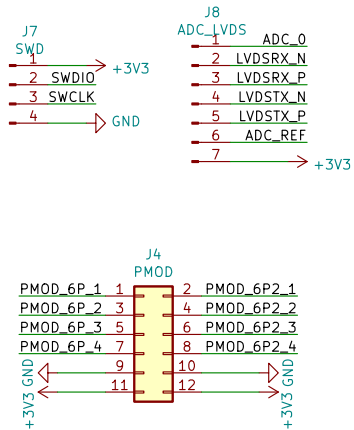 J7
SWD
1 +3V3
2 SWDIO
3 SWCLK
4 GND
J8
ADC_LVDS
1 ADC_0
2 LVDSRX_N
3 LVDSRX_P
4 LVDSTX_N
5 LVDSTX_P
6 ADC_REF
7 +3V3
J4
PMOD
PMOD_6P_1 1 2 PMOD_6P2_1
PMOD_6P_2 3 4 PMOD_6P2_2
PMOD_6P_3 5 6 PMOD_6P2_3
PMOD_6P_4 7 8 PMOD_6P2_4
GND 9 10 GND
+3V3 11 12 +3V3